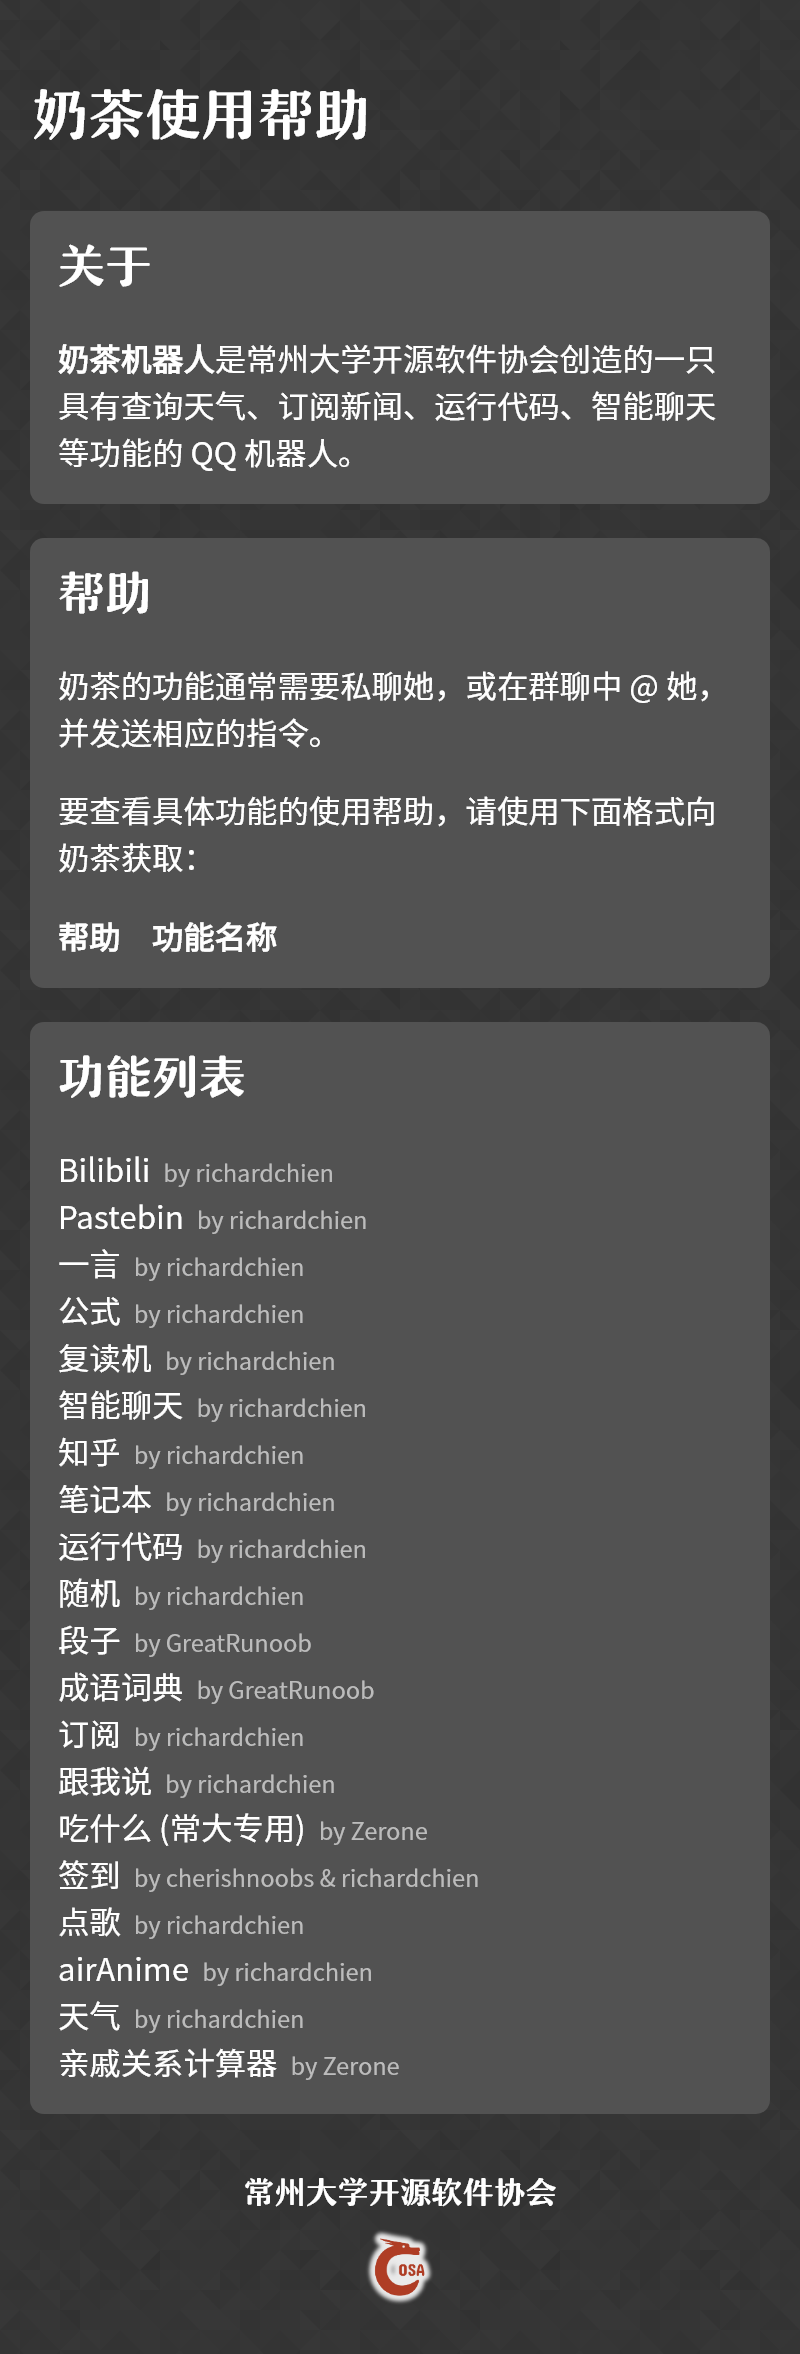 奶茶使用帮助
关于
奶茶机器人是常州大学开源软件协会创造的一只
具有查询天气、订阅新闻、运行代码、智能聊天
等功能的 QQ 机器人。
帮助
奶茶的功能通常需要私聊她，或在群聊中 @ 她，
并发送相应的指令。
要查看具体功能的使用帮助，请使用下面格式向
奶茶获取：
帮助　功能名称
功能列表
Bilibili by richardchien
Pastebin by richardchien
一言 by richardchien
公式 by richardchien
复读机 by richardchien
智能聊天 by richardchien
知乎 by richardchien
笔记本 by richardchien
运行代码 by richardchien
随机 by richardchien
段子 by GreatRunoob
成语词典 by GreatRunoob
订阅 by richardchien
跟我说 by richardchien
吃什么 (常大专用) by Zerone
签到 by cherishnoobs & richardchien
点歌 by richardchien
airAnime by richardchien
天气 by richardchien
亲戚关系计算器 by Zerone
常州大学开源软件协会
OSA